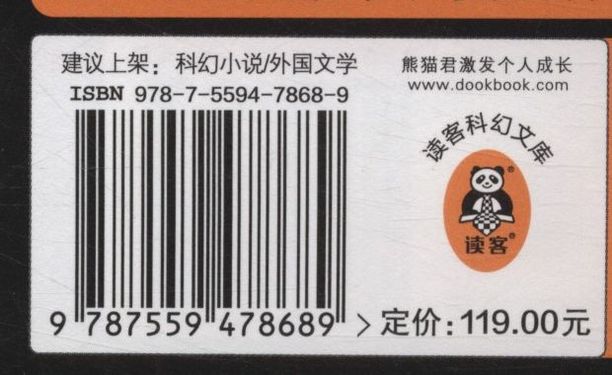 建议上架：科幻小说/外国文学
ISBN 978-7-5594-7868-9
9 787559 478689 >
熊猫君激发个人成长
www.dookbook.com
读客科幻文库
读客®
定价：119.00元